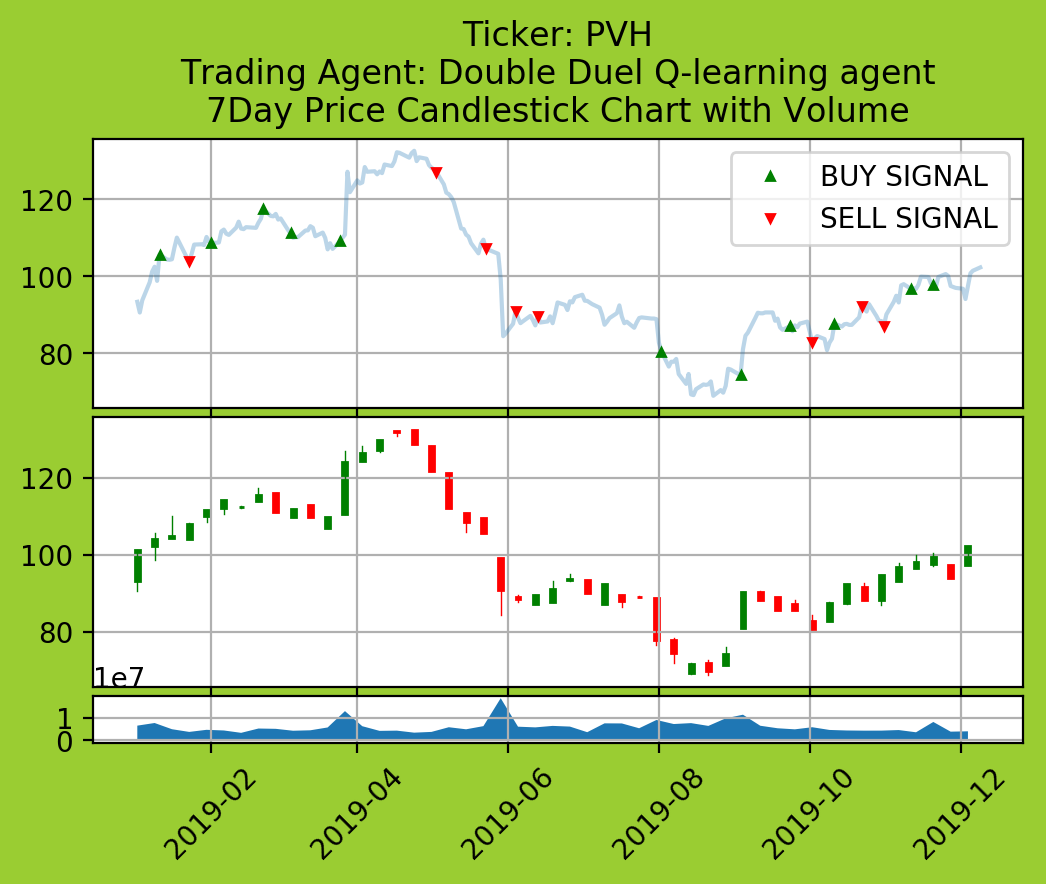 Ticker: PVH
Trading Agent: Double Duel Q-learning agent
7Day Price Candlestick Chart with Volume
BUY SIGNAL
SELL SIGNAL
120
100
80
120
100
80
1e7
1
0
2019-02
2019-04
2019-06
2019-08
2019-10
2019-12